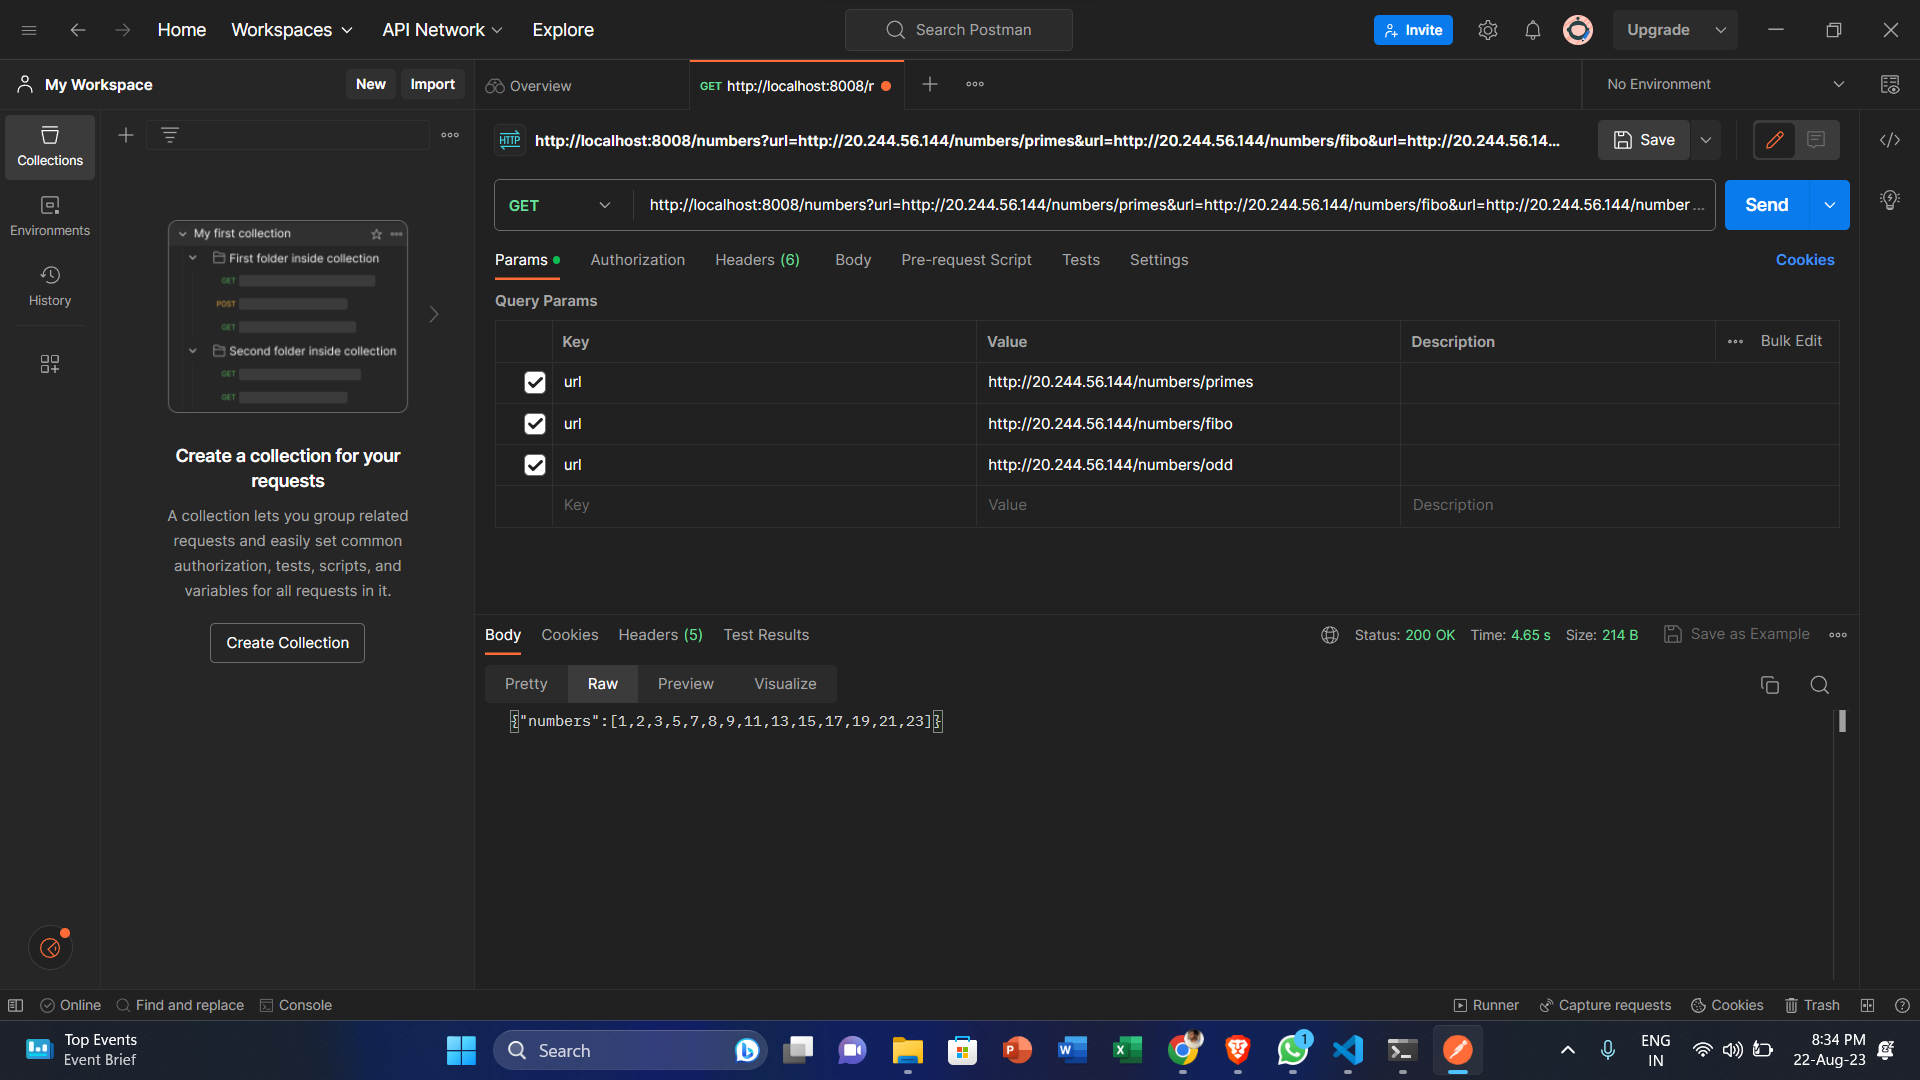 Home
Workspaces
API Network
Explore
Search Postman
Invite
Upgrade
My Workspace
New
Import
Overview
GET http://localhost:8008/r
No Environment
Collections
Environments
History
My first collection
First folder inside collection
GET
POST
GET
Second folder inside collection
GET
GET
Create a collection for your
requests
A collection lets you group related
requests and easily set common
authorization, tests, scripts, and
variables for all requests in it.
Create Collection
HTTP
http://localhost:8008/numbers?url=http://20.244.56.144/numbers/primes&url=http://20.244.56.144/numbers/fibo&url=http://20.244.56.14...
Save
GET
http://localhost:8008/numbers?url=http://20.244.56.144/numbers/primes&url=http://20.244.56.144/numbers/fibo&url=http://20.244.56.144/number ...
Send
Params
Authorization
Headers (6)
Body
Pre-request Script
Tests
Settings
Cookies
Query Params
Key Value Description Bulk Edit
url http://20.244.56.144/numbers/primes
url http://20.244.56.144/numbers/fibo
url http://20.244.56.144/numbers/odd
Key Value Description
Body Cookies Headers (5) Test Results
Status: 200 OK Time: 4.65 s Size: 214 B Save as Example
Pretty Raw Preview Visualize
{"numbers":[1,2,3,5,7,8,9,11,13,15,17,19,21,23]}
Online
Find and replace
Console
Runner
Capture requests
Cookies
Trash
Top Events
Event Brief
Search
1
ENG
IN
8:34 PM
22-Aug-23